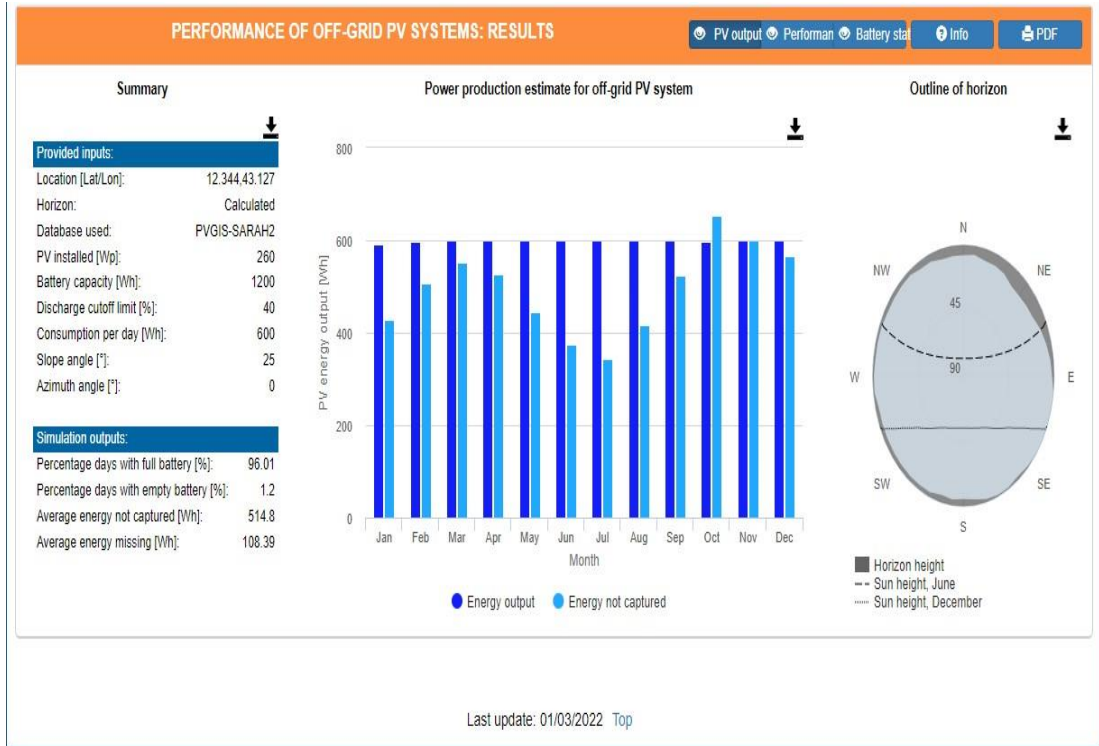 PERFORMANCE OF OFF-GRID PV SYSTEMS: RESULTS
PV output
Performan
Battery stat
Info
PDF
Summary
Provided inputs:
Location [Lat/Lon]: 12.344,43.127
Horizon: Calculated
Database used: PVGIS-SARAH2
PV installed [Wp]: 260
Battery capacity [Wh]: 1200
Discharge cutoff limit [%]: 40
Consumption per day [Wh]: 600
Slope angle [°]: 25
Azimuth angle [°]: 0
Simulation outputs:
Percentage days with full battery [%]: 96.01
Percentage days with empty battery [%]: 1.2
Average energy not captured [Wh]: 514.8
Average energy missing [Wh]: 108.39
Power production estimate for off-grid PV system
PV energy output [Wh]
800
600
400
200
0
Jan Feb Mar Apr May Jun Jul Aug Sep Oct Nov Dec
Month
Energy output Energy not captured
Outline of horizon
N
NW NE
45
W 90 E
SW SE
S
Horizon height
Sun height, June
Sun height, December
Last update: 01/03/2022 Top